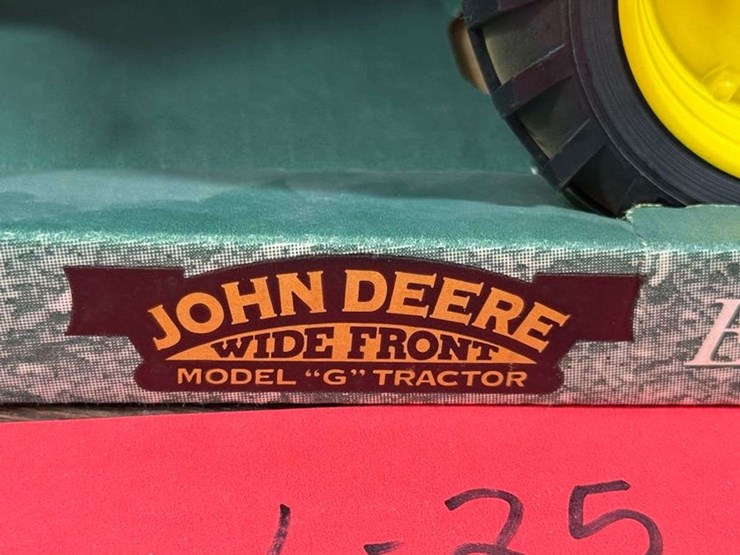 JOHN DEERE
WIDE FRONT
MODEL “G” TRACTOR